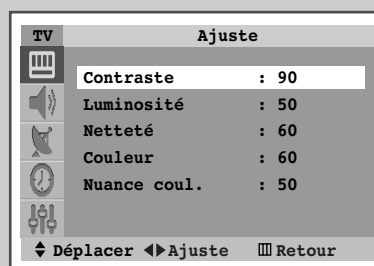 TV Ajuste
Contraste : 90
Luminosité : 50
Netteté : 60
Couleur : 60
Nuance coul. : 50
Déplacer Ajuste Retour